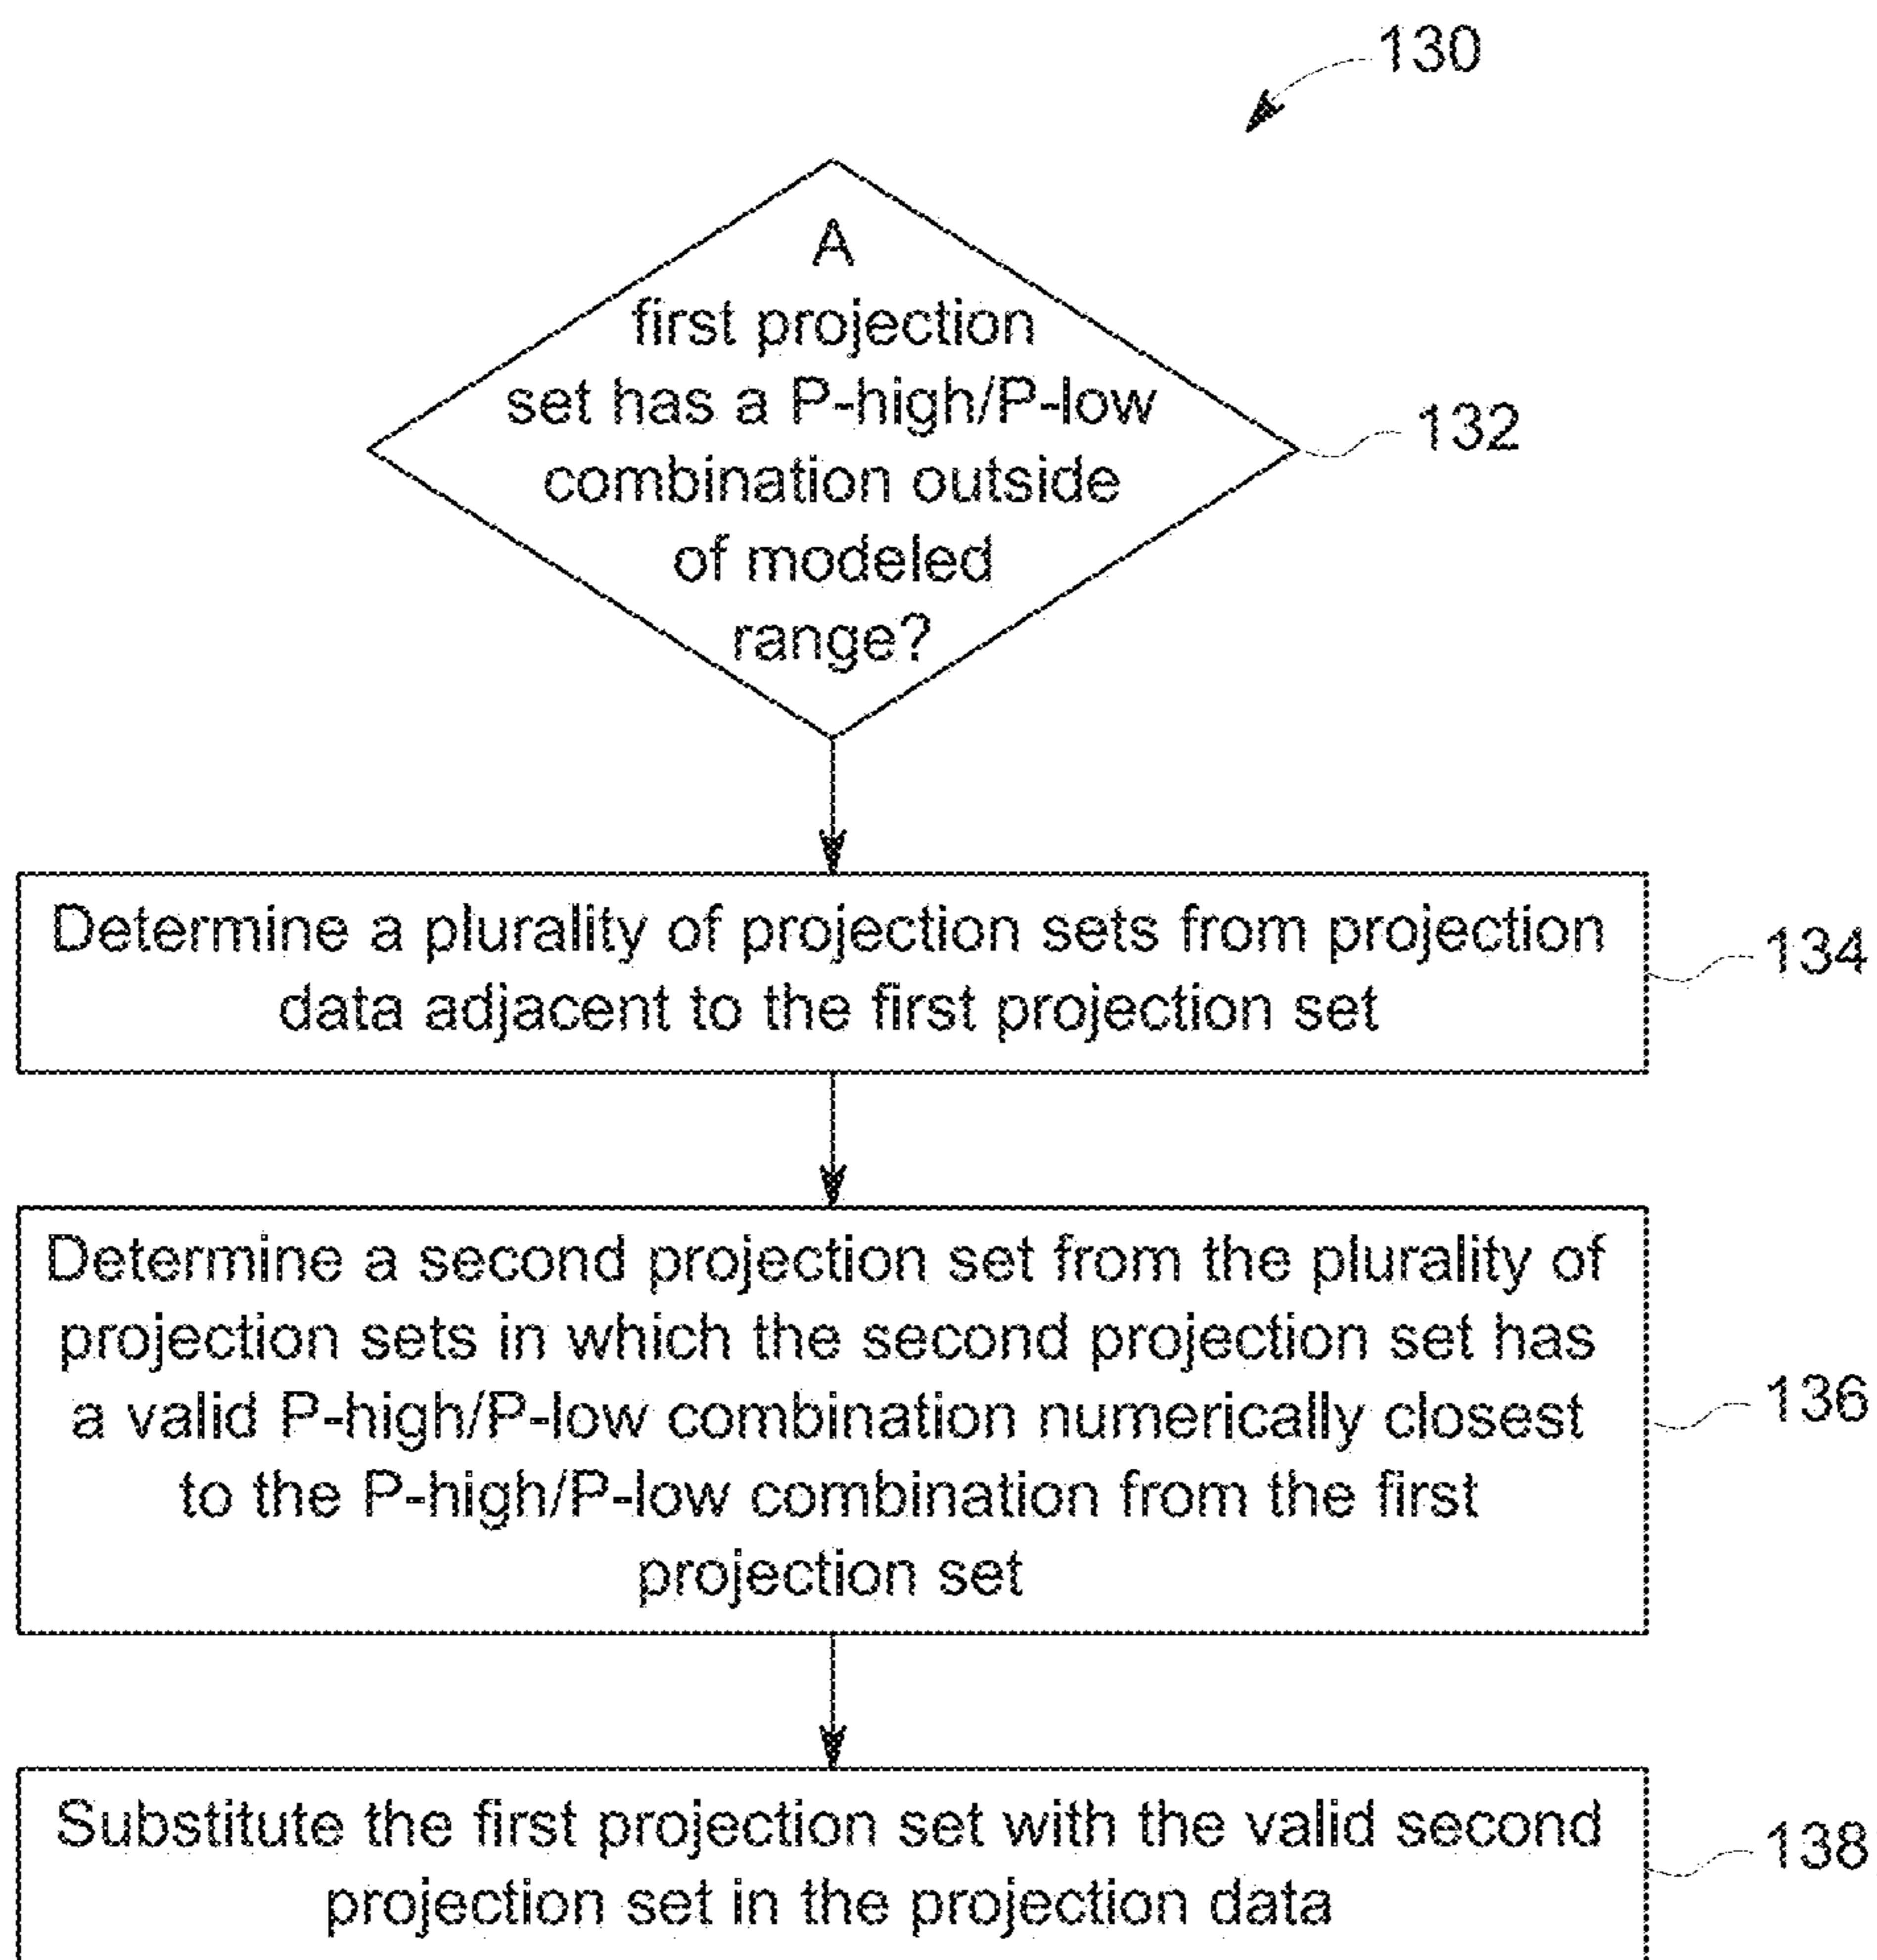 130
A
first projection
set has a P-high/P-low
combination outside
of modeled
range?
132
Determine a plurality of projection sets from projection
data adjacent to the first projection set
134
Determine a second projection set from the plurality of
projection sets in which the second projection set has
a valid P-high/P-low combination numerically closest
to the P-high/P-low combination from the first
projection set
136
Substitute the first projection set with the valid second
projection set in the projection data
138